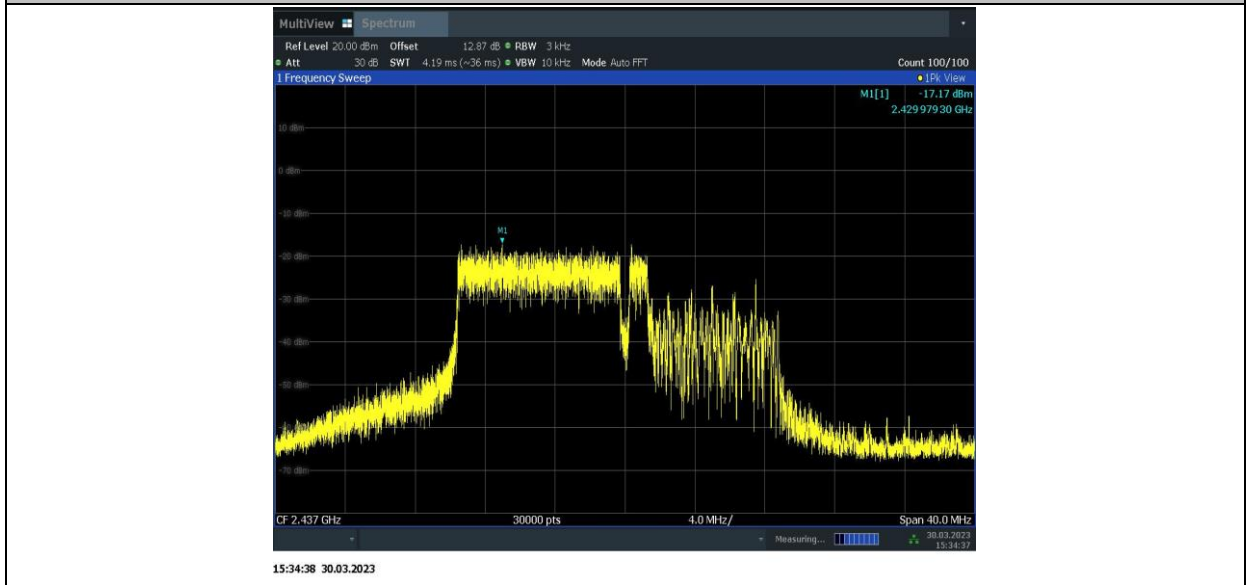 MultiView Spectrum
Ref Level 20.00 dBm Offset 12.87 dB RBW 3 kHz
Att 30 dB SWT 4.19 ms (~36 ms) VBW 10 kHz Mode Auto FFT Count 100/100
1 Frequency Sweep 1Pk View
M1[1] -17.17 dBm
2.42997930 GHz
10 dBm
0 dBm
-10 dBm
M1
-20 dBm
-30 dBm
-40 dBm
-50 dBm
-70 dBm
CF 2.437 GHz 30000 pts 4.0 MHz/ Span 40.0 MHz
Measuring... 30.03.2023
15:34:37
15:34:38 30.03.2023